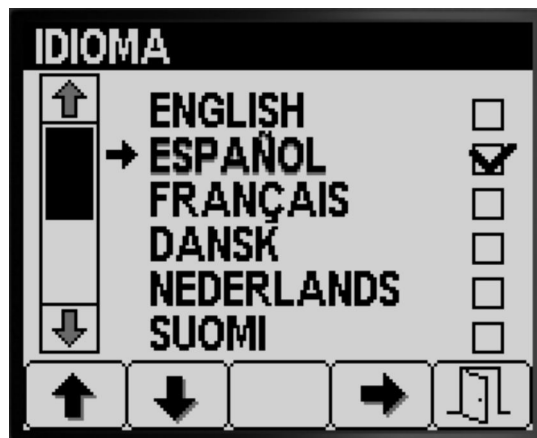 IDIOMA
ENGLISH
ESPAÑOL
FRANÇAIS
DANSK
NEDERLANDS
SUOMI